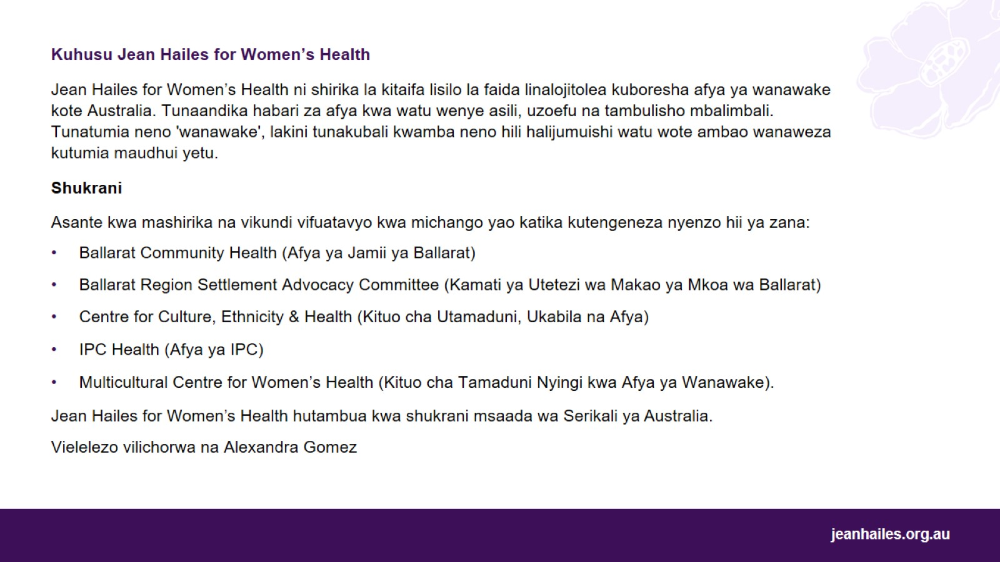 Kuhusu Jean Hailes for Women’s Health
Jean Hailes for Women’s Health ni shirika la kitaifa lisilo la faida linalojitolea kuboresha afya ya wanawake
kote Australia. Tunaandika habari za afya kwa watu wenye asili, uzoefu na tambulisho mbalimbali.
Tunatumia neno 'wanawake', lakini tunakubali kwamba neno hili halijumuishi watu wote ambao wanaweza
kutumia maudhui yetu.
Shukrani
Asante kwa mashirika na vikundi vifuatavyo kwa michango yao katika kutengeneza nyenzo hii ya zana:
• Ballarat Community Health (Afya ya Jamii ya Ballarat)
• Ballarat Region Settlement Advocacy Committee (Kamati ya Utetezi wa Makao ya Mkoa wa Ballarat)
• Centre for Culture, Ethnicity & Health (Kituo cha Utamaduni, Ukabila na Afya)
• IPC Health (Afya ya IPC)
• Multicultural Centre for Women’s Health (Kituo cha Tamaduni Nyingi kwa Afya ya Wanawake).
Jean Hailes for Women’s Health hutambua kwa shukrani msaada wa Serikali ya Australia.
Vielelezo vilichorwa na Alexandra Gomez
jeanhailes.org.au